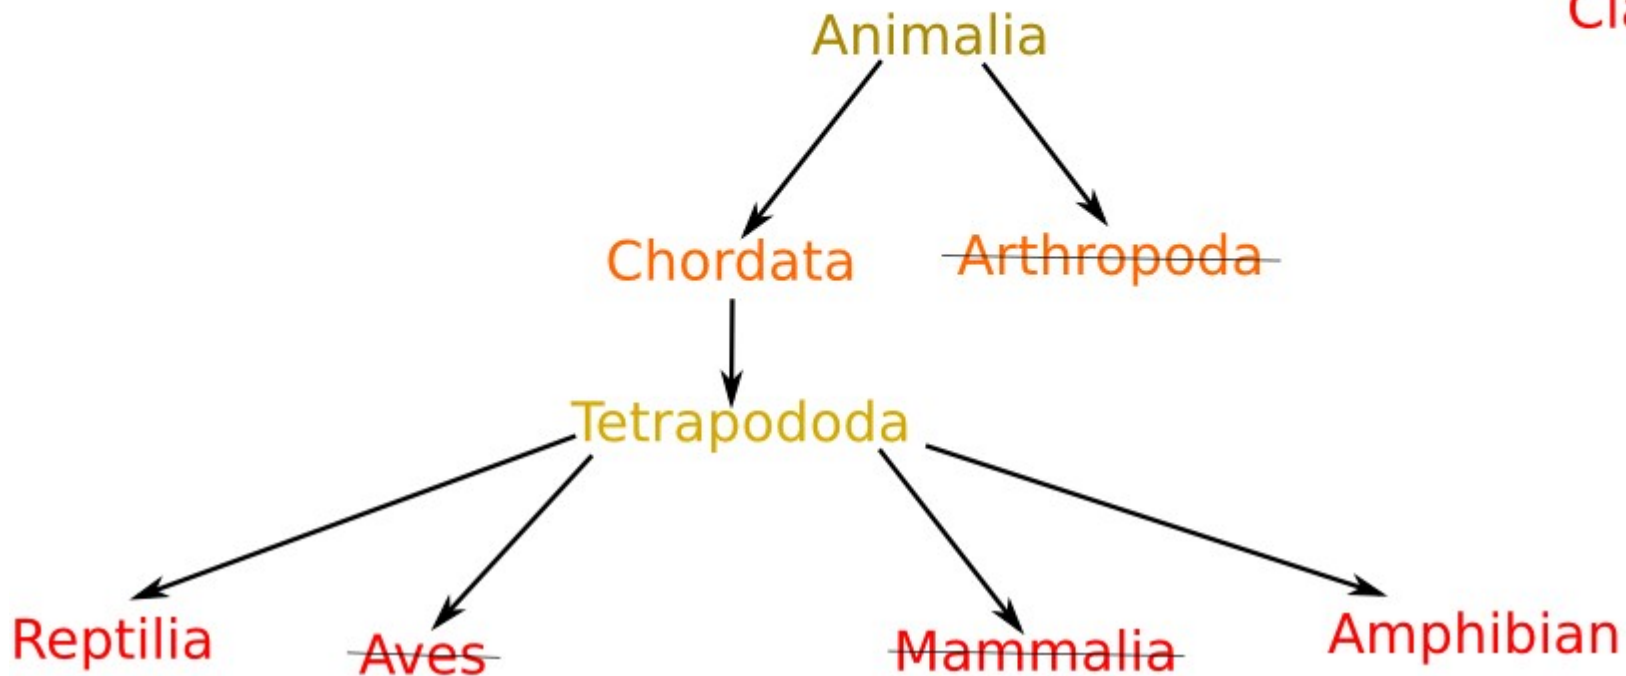 Animalia
Chordata
Arthropoda
Tetrapododa
Reptilia
Aves
Mammalia
Amphibian